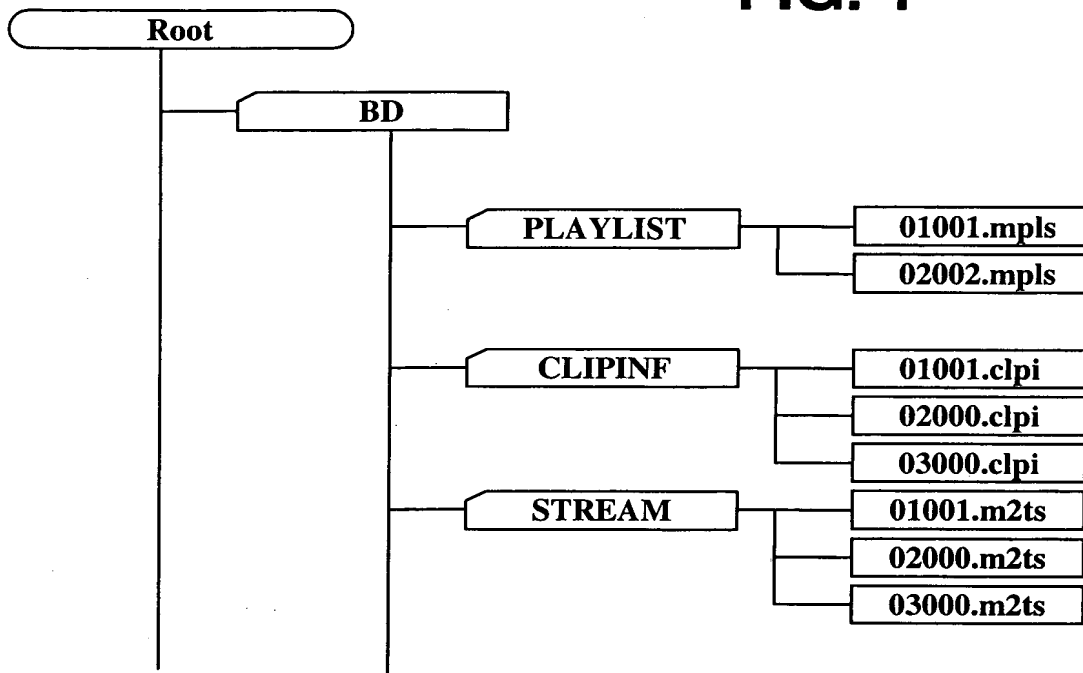 Root
BD
PLAYLIST
01001.mpls
02002.mpls
CLIPINF
01001.clpi
02000.clpi
03000.clpi
STREAM
01001.m2ts
02000.m2ts
03000.m2ts